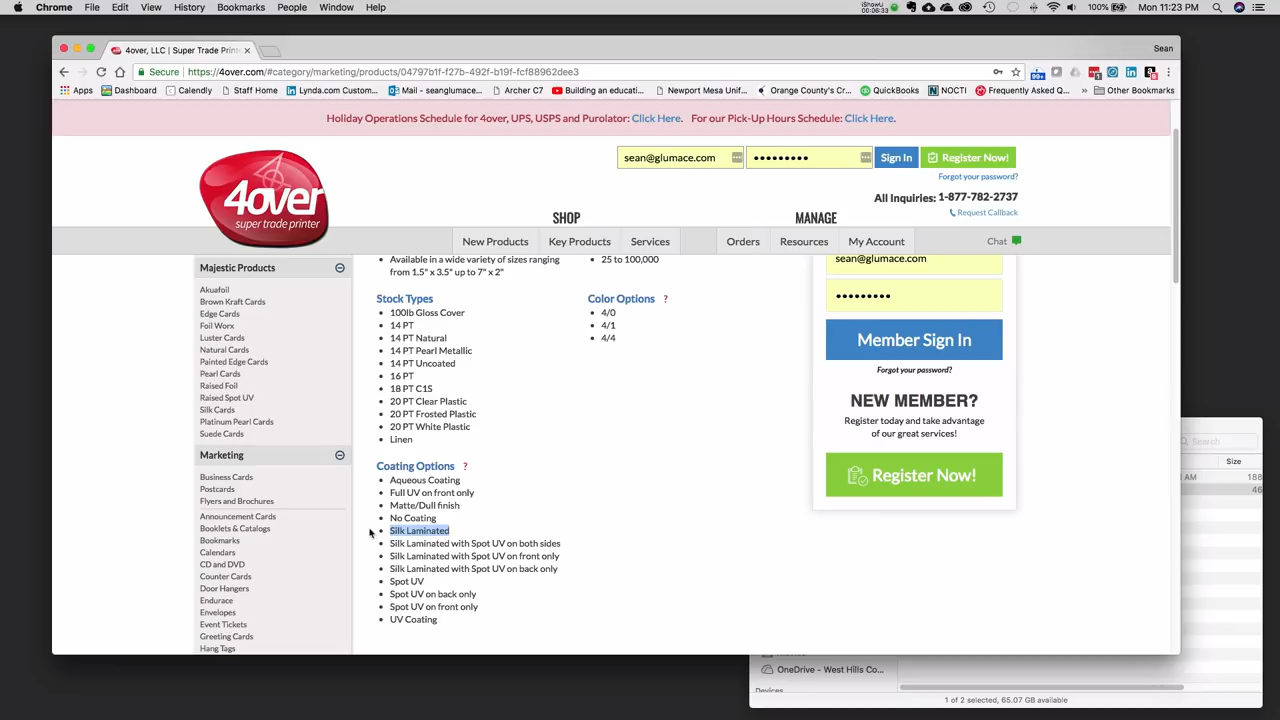 Chrome File Edit View History Bookmarks People Window Help
iShowU
00:06:33
100% Mon 11:23 PM
4over, LLC | Super Trade Print
Sean
Secure | https://4over.com/#category/marketing/products/04797b1f-f27b-492f-b19f-fcf88962dee3
99+
Apps Dashboard Calendly Staff Home Lynda.com Custom... Mail - seanglumace... Archer C7 Building an educati... Newport Mesa Unif... Orange County's Cr... QuickBooks NOCTI Frequently Asked Q... » Other Bookmarks
Holiday Operations Schedule for 4over, UPS, USPS and Purolator: Click Here. For our Pick-Up Hours Schedule: Click Here.
4over
super trade printer
sean@glumace.com ••••••••• Sign In Register Now!
Forgot your password?
All Inquiries: 1-877-782-2737
Request Callback
SHOP MANAGE
New Products Key Products Services Orders Resources My Account Chat
Majestic Products
Akuafoil
Brown Kraft Cards
Edge Cards
Foil Worx
Luster Cards
Natural Cards
Painted Edge Cards
Pearl Cards
Raised Foil
Raised Spot UV
Silk Cards
Platinum Pearl Cards
Suede Cards
Marketing
Business Cards
Postcards
Flyers and Brochures
Announcement Cards
Booklets & Catalogs
Bookmarks
Calendars
CD and DVD
Counter Cards
Door Hangers
Endurace
Envelopes
Event Tickets
Greeting Cards
Hang Tags
Available in a wide variety of sizes ranging
from 1.5" x 3.5" up to 7" x 2"
25 to 100,000
Stock Types
100lb Gloss Cover
14 PT
14 PT Natural
14 PT Pearl Metallic
14 PT Uncoated
16 PT
18 PT C1S
20 PT Clear Plastic
20 PT Frosted Plastic
20 PT White Plastic
Linen
Color Options ?
4/0
4/1
4/4
Coating Options ?
Aqueous Coating
Full UV on front only
Matte/Dull finish
No Coating
Silk Laminated
Silk Laminated with Spot UV on both sides
Silk Laminated with Spot UV on front only
Silk Laminated with Spot UV on back only
Spot UV
Spot UV on back only
Spot UV on front only
UV Coating
sean@glumace.com
•••••••••
Member Sign In
Forgot your password?
NEW MEMBER?
Register today and take advantage
of our great services!
Register Now!
Search
Size
AM 188
46
OneDrive - West Hills Co...
Devices
1 of 2 selected, 65.07 GB available